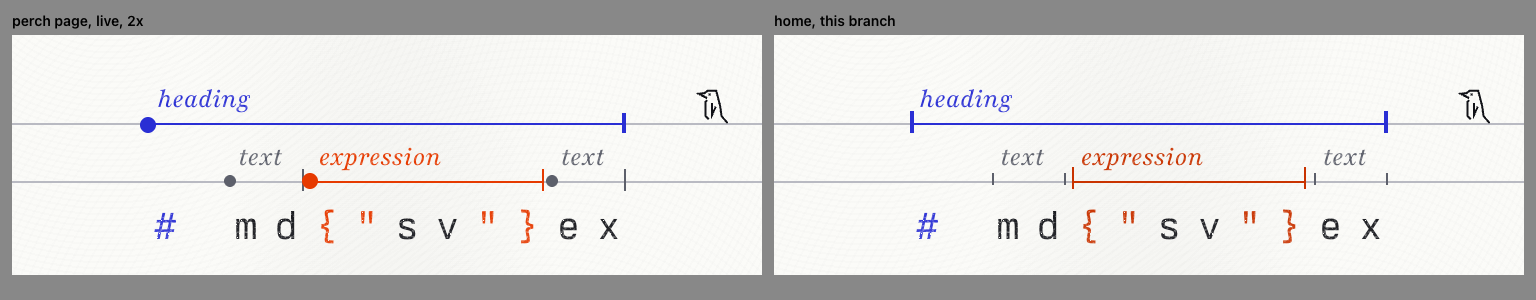 perch page, live, 2x
heading
text expression text
# md{"sv"}ex
home, this branch
heading
text expression text
# md{"sv"}ex